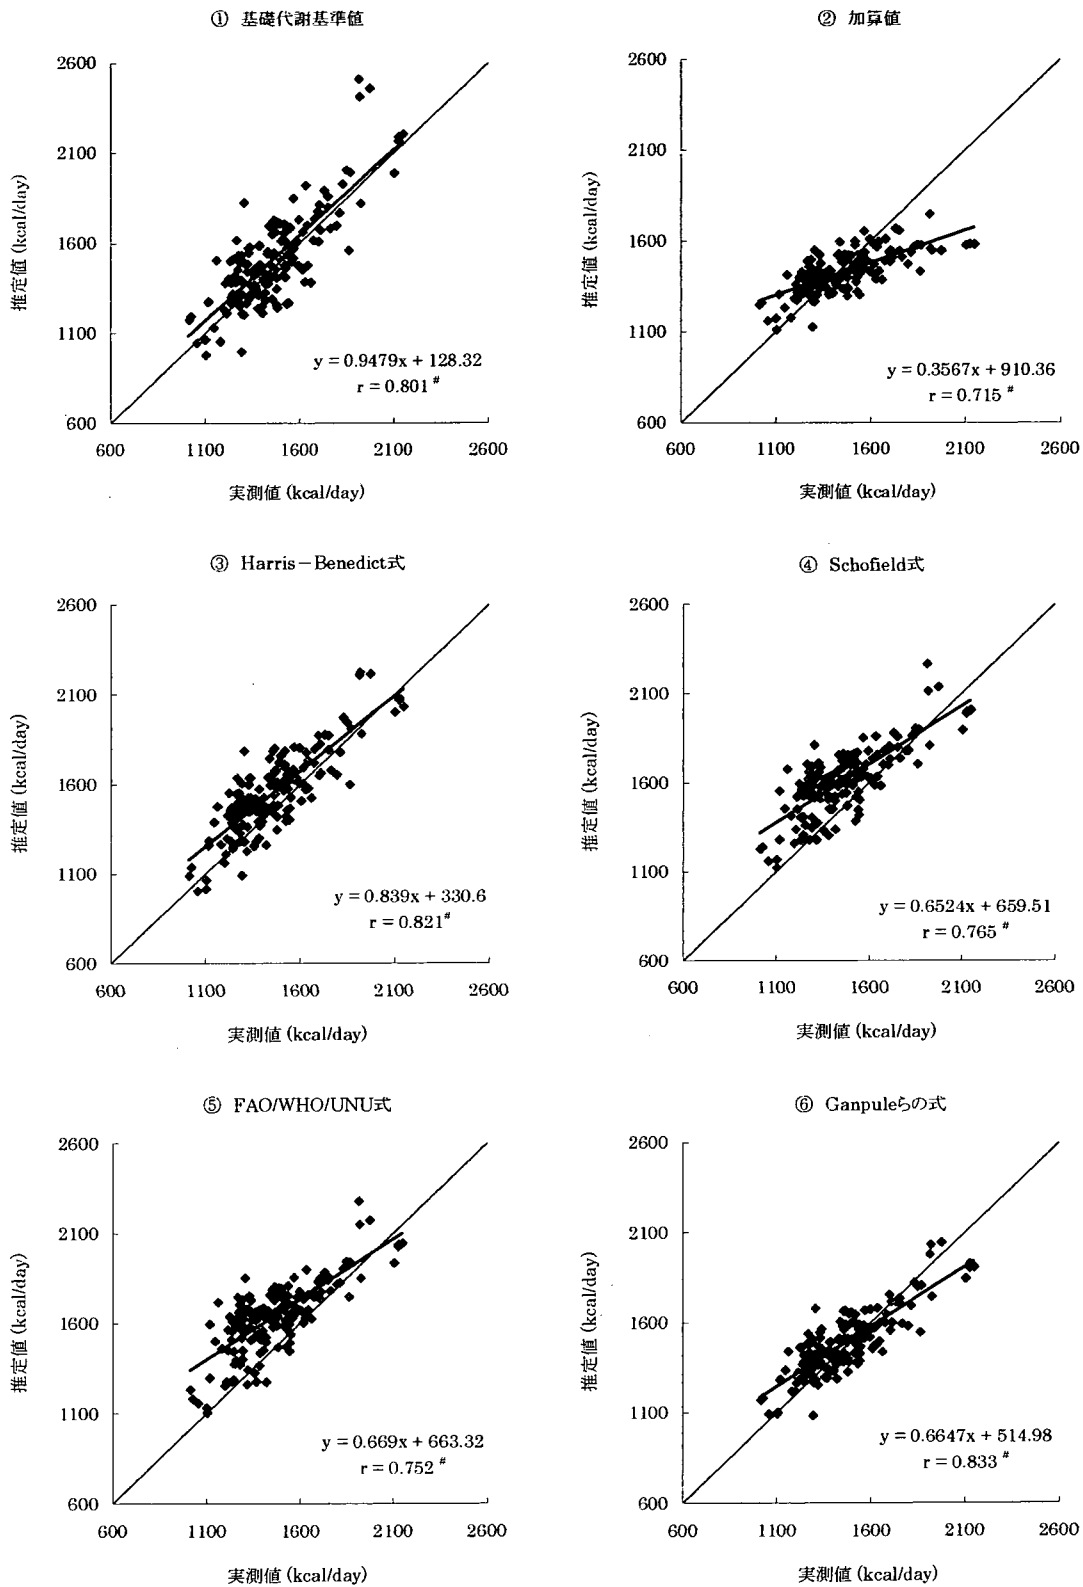 ① 基礎代謝基準値
2600
2100
1600
1100
600
推定値 (kcal/day)
y = 0.9479x + 128.32
r = 0.801 #
600 1100 1600 2100 2600
実測値 (kcal/day)
② 加算値
2600
2100
1600
1100
600
推定値 (kcal/day)
y = 0.3567x + 910.36
r = 0.715 #
600 1100 1600 2100 2600
実測値 (kcal/day)
③ Harris－Benedict式
2600
2100
1600
1100
600
推定値 (kcal/day)
y = 0.839x + 330.6
r = 0.821#
600 1100 1600 2100 2600
実測値 (kcal/day)
④ Schofield式
2600
2100
1600
1100
600
推定値 (kcal/day)
y = 0.6524x + 659.51
r = 0.765 #
600 1100 1600 2100 2600
実測値 (kcal/day)
⑤ FAO/WHO/UNU式
2600
2100
1600
1100
600
推定値 (kcal/day)
y = 0.669x + 663.32
r = 0.752 #
600 1100 1600 2100 2600
実測値 (kcal/day)
⑥ Ganpuleらの式
2600
2100
1600
1100
600
推定値 (kcal/day)
y = 0.6647x + 514.98
r = 0.833 #
600 1100 1600 2100 2600
実測値 (kcal/day)